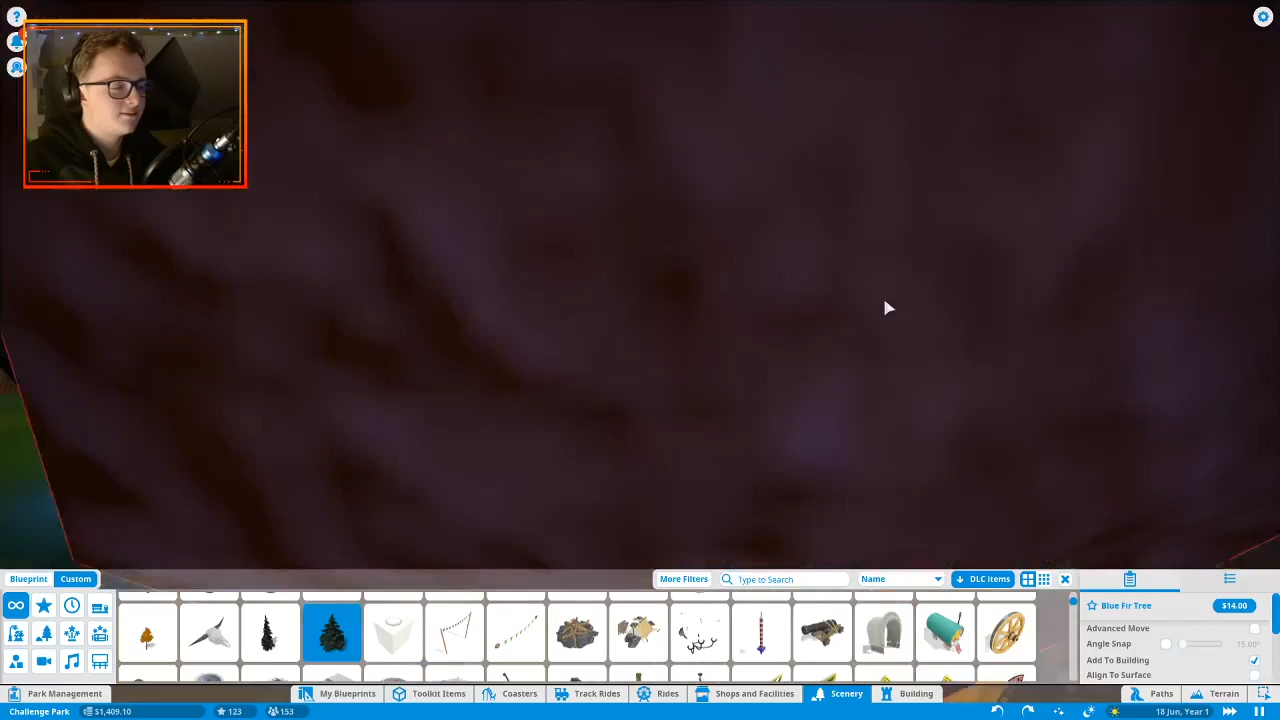 ?
Blueprint
Custom
More Filters
Type to Search
Name
DLC items
Blue Fir Tree
$14.00
Advanced Move
Angle Snap
15.00°
Add To Building
Align To Surface
Park Management
My Blueprints
Toolkit Items
Coasters
Track Rides
Rides
Shops and Facilities
Scenery
Building
Paths
Terrain
Challenge Park
$1,409.10
123
153
18 Jun, Year 1